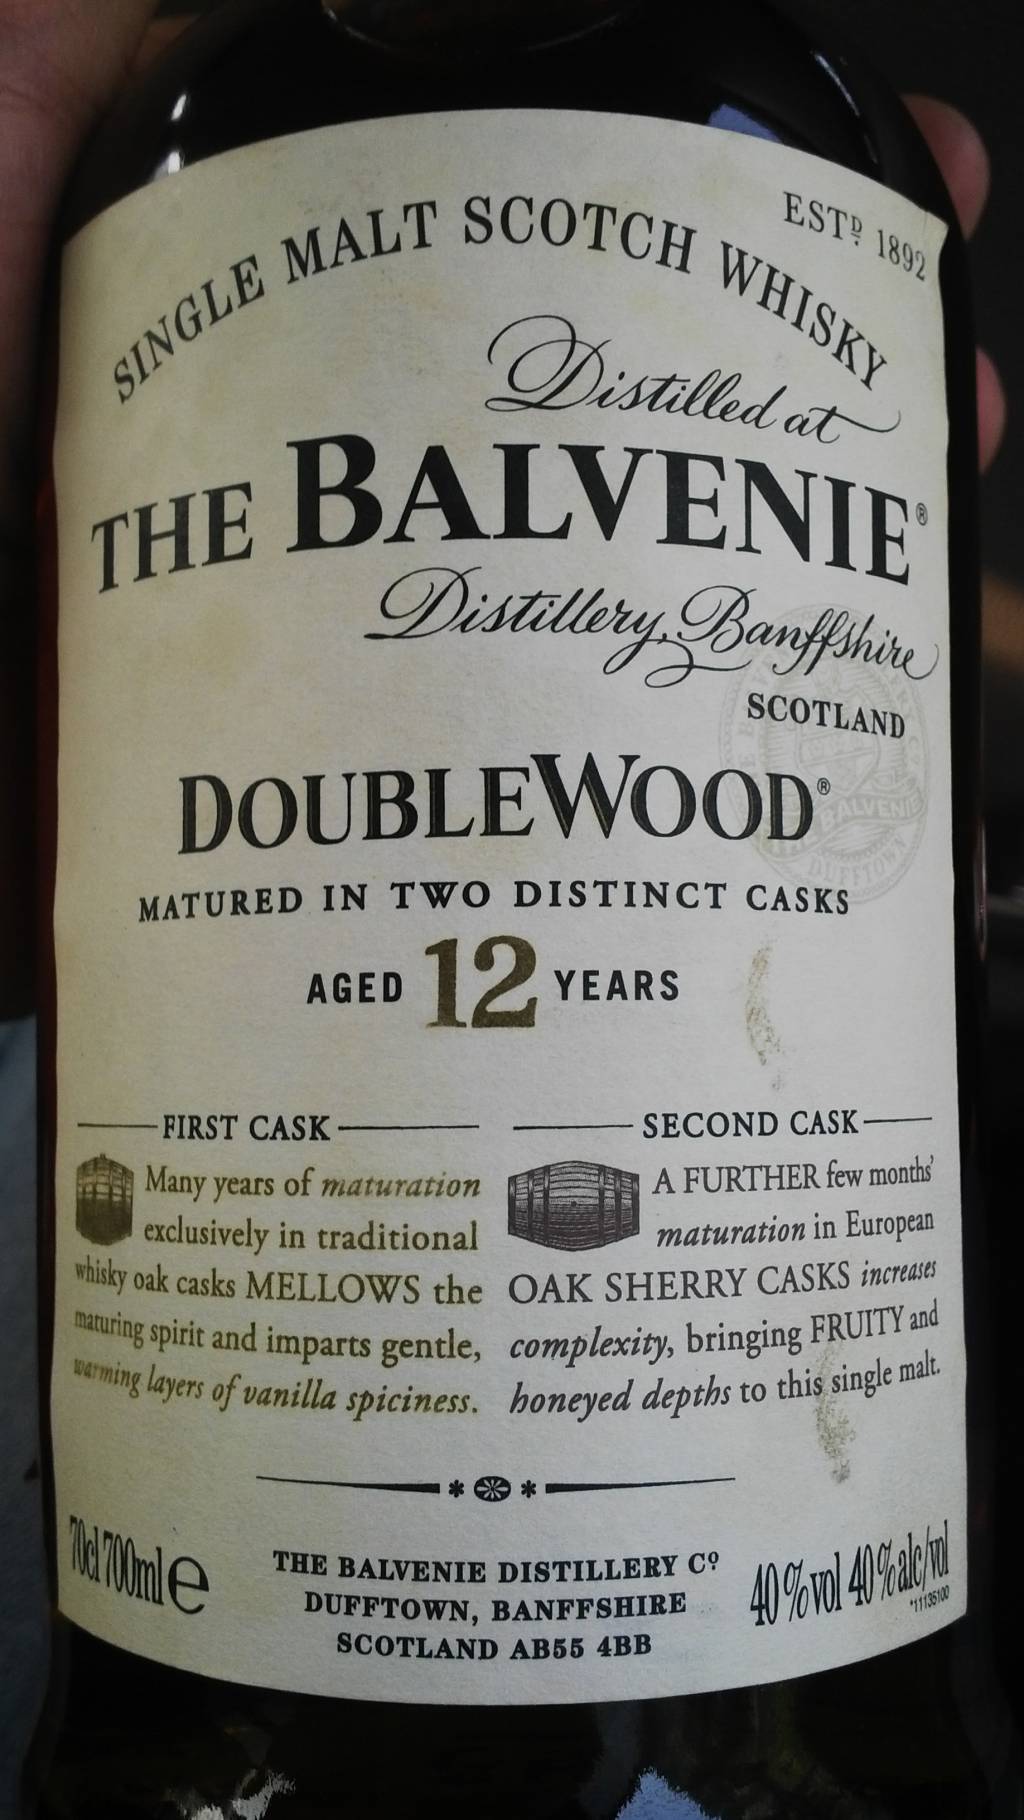 SINGLE MALT SCOTCH WHISKY
ESTD 1892
Distilled at
THE BALVENIE®
Distillery, Banffshire
SCOTLAND
THE BALVENIE
DUFFTOWN
DOUBLEWOOD®
MATURED IN TWO DISTINCT CASKS
AGED 12 YEARS
FIRST CASK
Many years of maturation
exclusively in traditional
whisky oak casks MELLOWS the
maturing spirit and imparts gentle,
warming layers of vanilla spiciness.
SECOND CASK
A FURTHER few months'
maturation in European
OAK SHERRY CASKS increases
complexity, bringing FRUITY and
honeyed depths to this single malt.
70cl 700ml e
THE BALVENIE DISTILLERY Cº
DUFFTOWN, BANFFSHIRE
SCOTLAND AB55 4BB
40%vol 40%alc/vol
*11135100